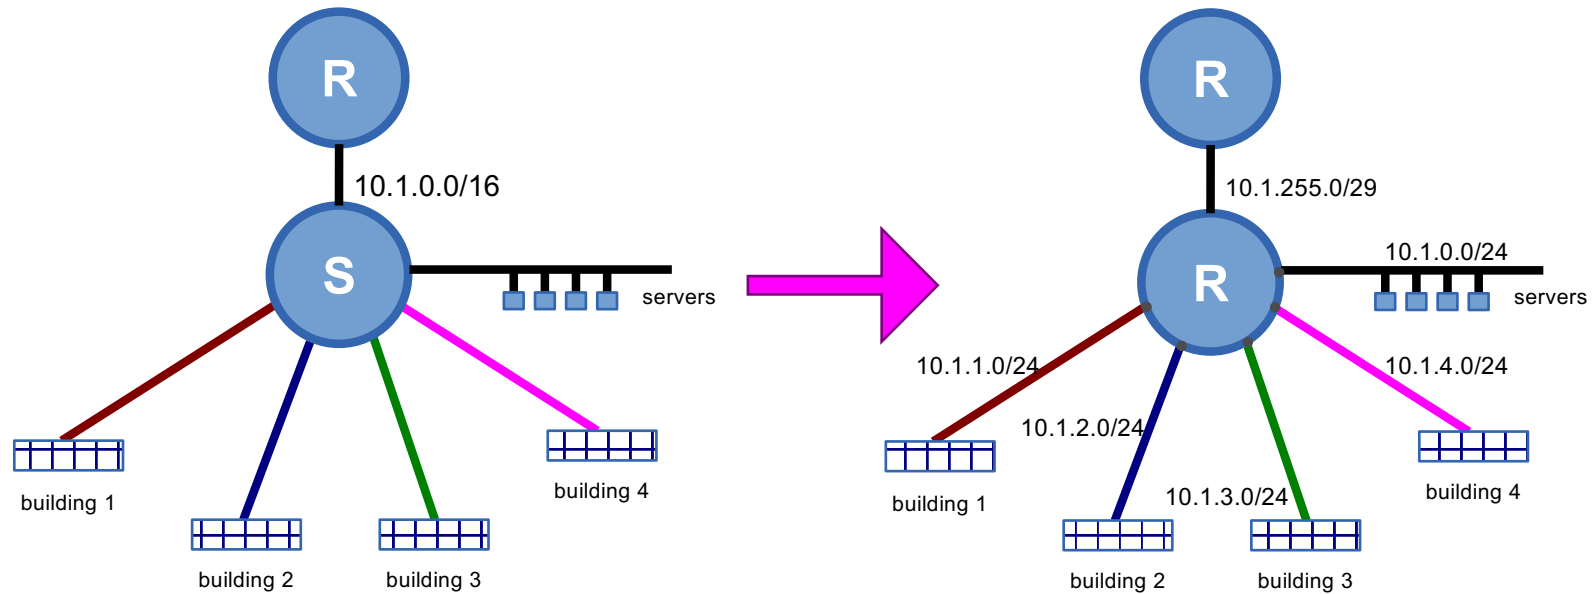 R
10.1.0.0/16
S
servers
building 1
building 2
building 3
building 4
R
10.1.255.0/29
R
10.1.0.0/24
servers
10.1.1.0/24
10.1.4.0/24
10.1.2.0/24
10.1.3.0/24
building 1
building 2
building 3
building 4